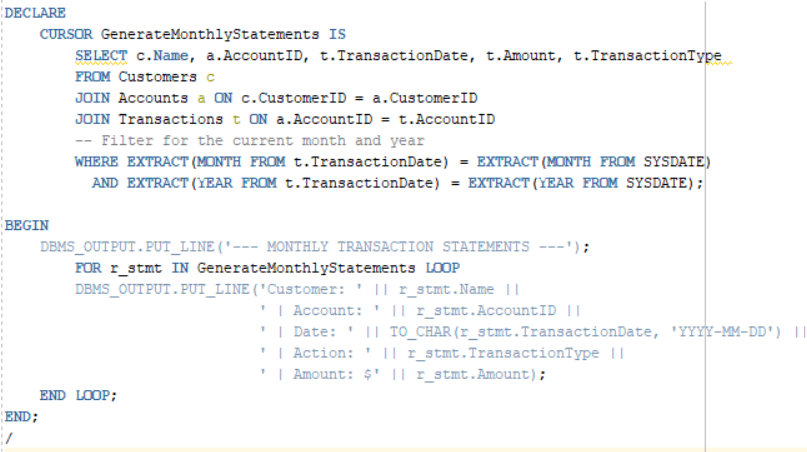 DECLARE
    CURSOR GenerateMonthlyStatements IS
        SELECT c.Name, a.AccountID, t.TransactionDate, t.Amount, t.TransactionType
        FROM Customers c
        JOIN Accounts a ON c.CustomerID = a.CustomerID
        JOIN Transactions t ON a.AccountID = t.AccountID
        -- Filter for the current month and year
        WHERE EXTRACT(MONTH FROM t.TransactionDate) = EXTRACT(MONTH FROM SYSDATE)
          AND EXTRACT(YEAR FROM t.TransactionDate) = EXTRACT(YEAR FROM SYSDATE);

BEGIN
    DBMS_OUTPUT.PUT_LINE('--- MONTHLY TRANSACTION STATEMENTS ---');
        FOR r_stmt IN GenerateMonthlyStatements LOOP
        DBMS_OUTPUT.PUT_LINE('Customer: ' || r_stmt.Name ||
                             ' | Account: ' || r_stmt.AccountID ||
                             ' | Date: ' || TO_CHAR(r_stmt.TransactionDate, 'YYYY-MM-DD') ||
                             ' | Action: ' || r_stmt.TransactionType ||
                             ' | Amount: $' || r_stmt.Amount);
    END LOOP;
END;
/